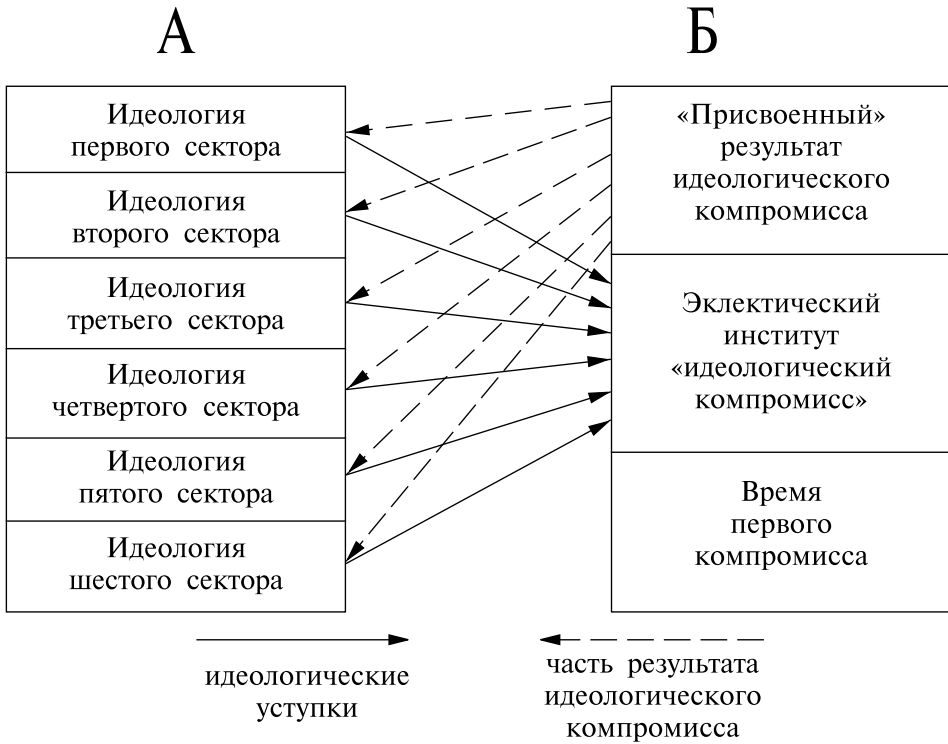 А
Б
Идеология
первого сектора
Идеология
второго сектора
Идеология
третьего сектора
Идеология
четвертого сектора
Идеология
пятого сектора
Идеология
шестого сектора
«Присвоенный»
результат
идеологического
компромисса
Эклектический
институт
«идеологический
компромисс»
Время
первого
компромисса
идеологические
уступки
часть результата
идеологического
компромисса